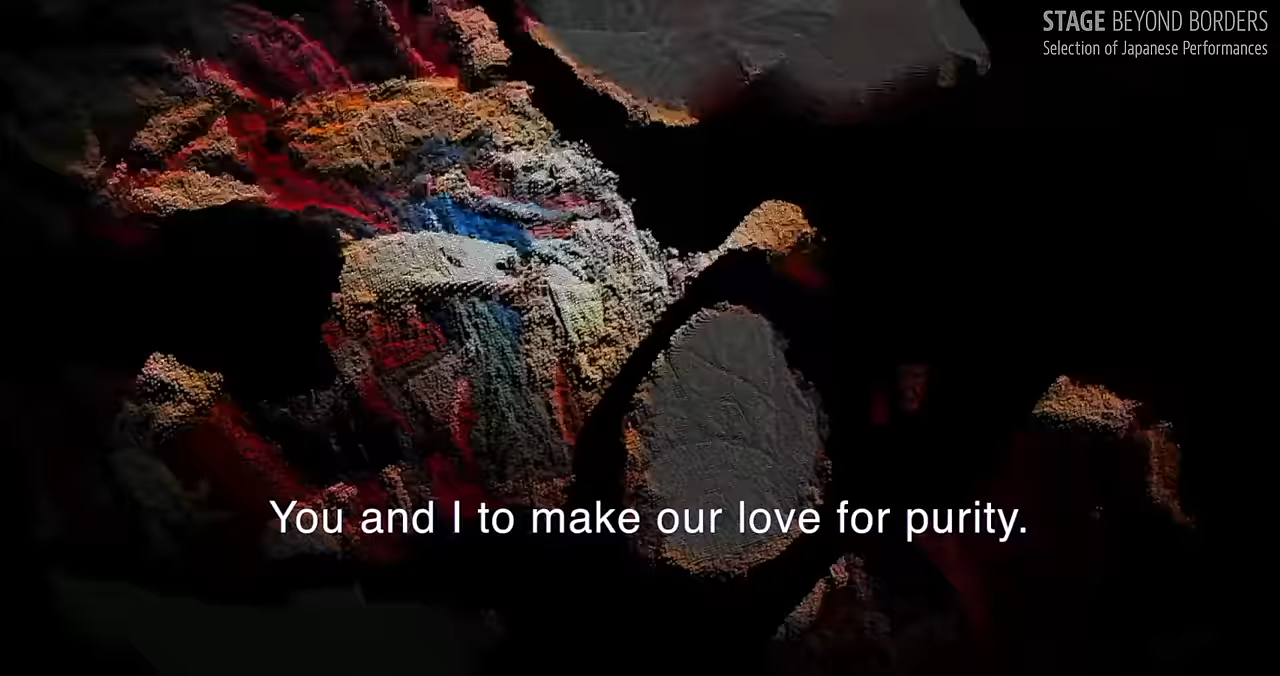 STAGE BEYOND BORDERS
Selection of Japanese Performances
You and I to make our love for purity.